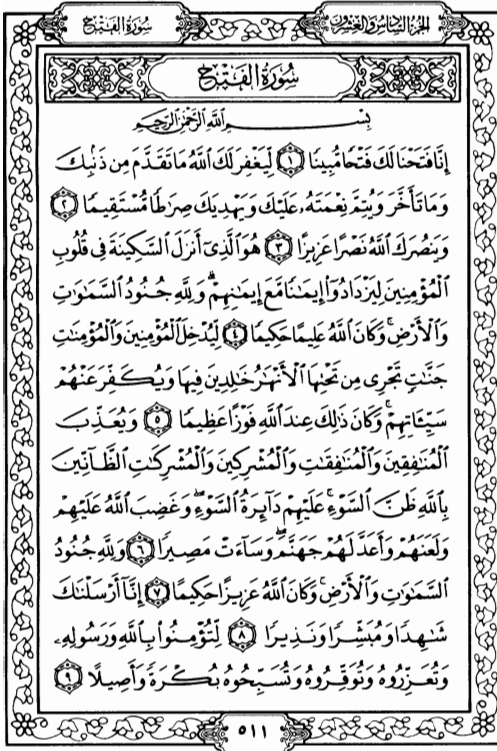 الجزء السادس والعشرون
سورة الفتح
سُورَةُ الفَتْحِ
بِسْمِ اللَّهِ الرَّحْمَٰنِ الرَّحِيمِ
إِنَّا فَتَحْنَا لَكَ فَتْحًا مُّبِينًا ١ لِّيَغْفِرَ لَكَ اللَّهُ مَا تَقَدَّمَ مِن ذَنۢبِكَ
وَمَا تَأَخَّرَ وَيُتِمَّ نِعْمَتَهُۥ عَلَيْكَ وَيَهْدِيَكَ صِرَٰطًا مُّسْتَقِيمًا ٢
وَيَنصُرَكَ اللَّهُ نَصْرًا عَزِيزًا ٣ هُوَ الَّذِىٓ أَنزَلَ السَّكِينَةَ فِى قُلُوبِ
الْمُؤْمِنِينَ لِيَزْدَادُوٓا۟ إِيمَٰنًا مَّعَ إِيمَٰنِهِمْ ۗ وَلِلَّهِ جُنُودُ السَّمَٰوَٰتِ
وَالْأَرْضِ ۚ وَكَانَ اللَّهُ عَلِيمًا حَكِيمًا ٤ لِّيُدْخِلَ الْمُؤْمِنِينَ وَالْمُؤْمِنَٰتِ
جَنَّٰتٍ تَجْرِى مِن تَحْتِهَا الْأَنْهَٰرُ خَٰلِدِينَ فِيهَا وَيُكَفِّرَ عَنْهُمْ
سَيِّـَٔاتِهِمْ ۚ وَكَانَ ذَٰلِكَ عِندَ اللَّهِ فَوْزًا عَظِيمًا ٥ وَيُعَذِّبَ
الْمُنَٰفِقِينَ وَالْمُنَٰفِقَٰتِ وَالْمُشْرِكِينَ وَالْمُشْرِكَٰتِ الظَّآنِّينَ
بِاللَّهِ ظَنَّ السَّوْءِ ۚ عَلَيْهِمْ دَآئِرَةُ السَّوْءِ ۖ وَغَضِبَ اللَّهُ عَلَيْهِمْ
وَلَعَنَهُمْ وَأَعَدَّ لَهُمْ جَهَنَّمَ ۖ وَسَآءَتْ مَصِيرًا ٦ وَلِلَّهِ جُنُودُ
السَّمَٰوَٰتِ وَالْأَرْضِ ۚ وَكَانَ اللَّهُ عَزِيزًا حَكِيمًا ٧ إِنَّآ أَرْسَلْنَٰكَ
شَٰهِدًا وَمُبَشِّرًا وَنَذِيرًا ٨ لِّتُؤْمِنُوا۟ بِاللَّهِ وَرَسُولِهِۦ
وَتُعَزِّرُوهُ وَتُوَقِّرُوهُ وَتُسَبِّحُوهُ بُكْرَةً وَأَصِيلًا ٩
٥١١